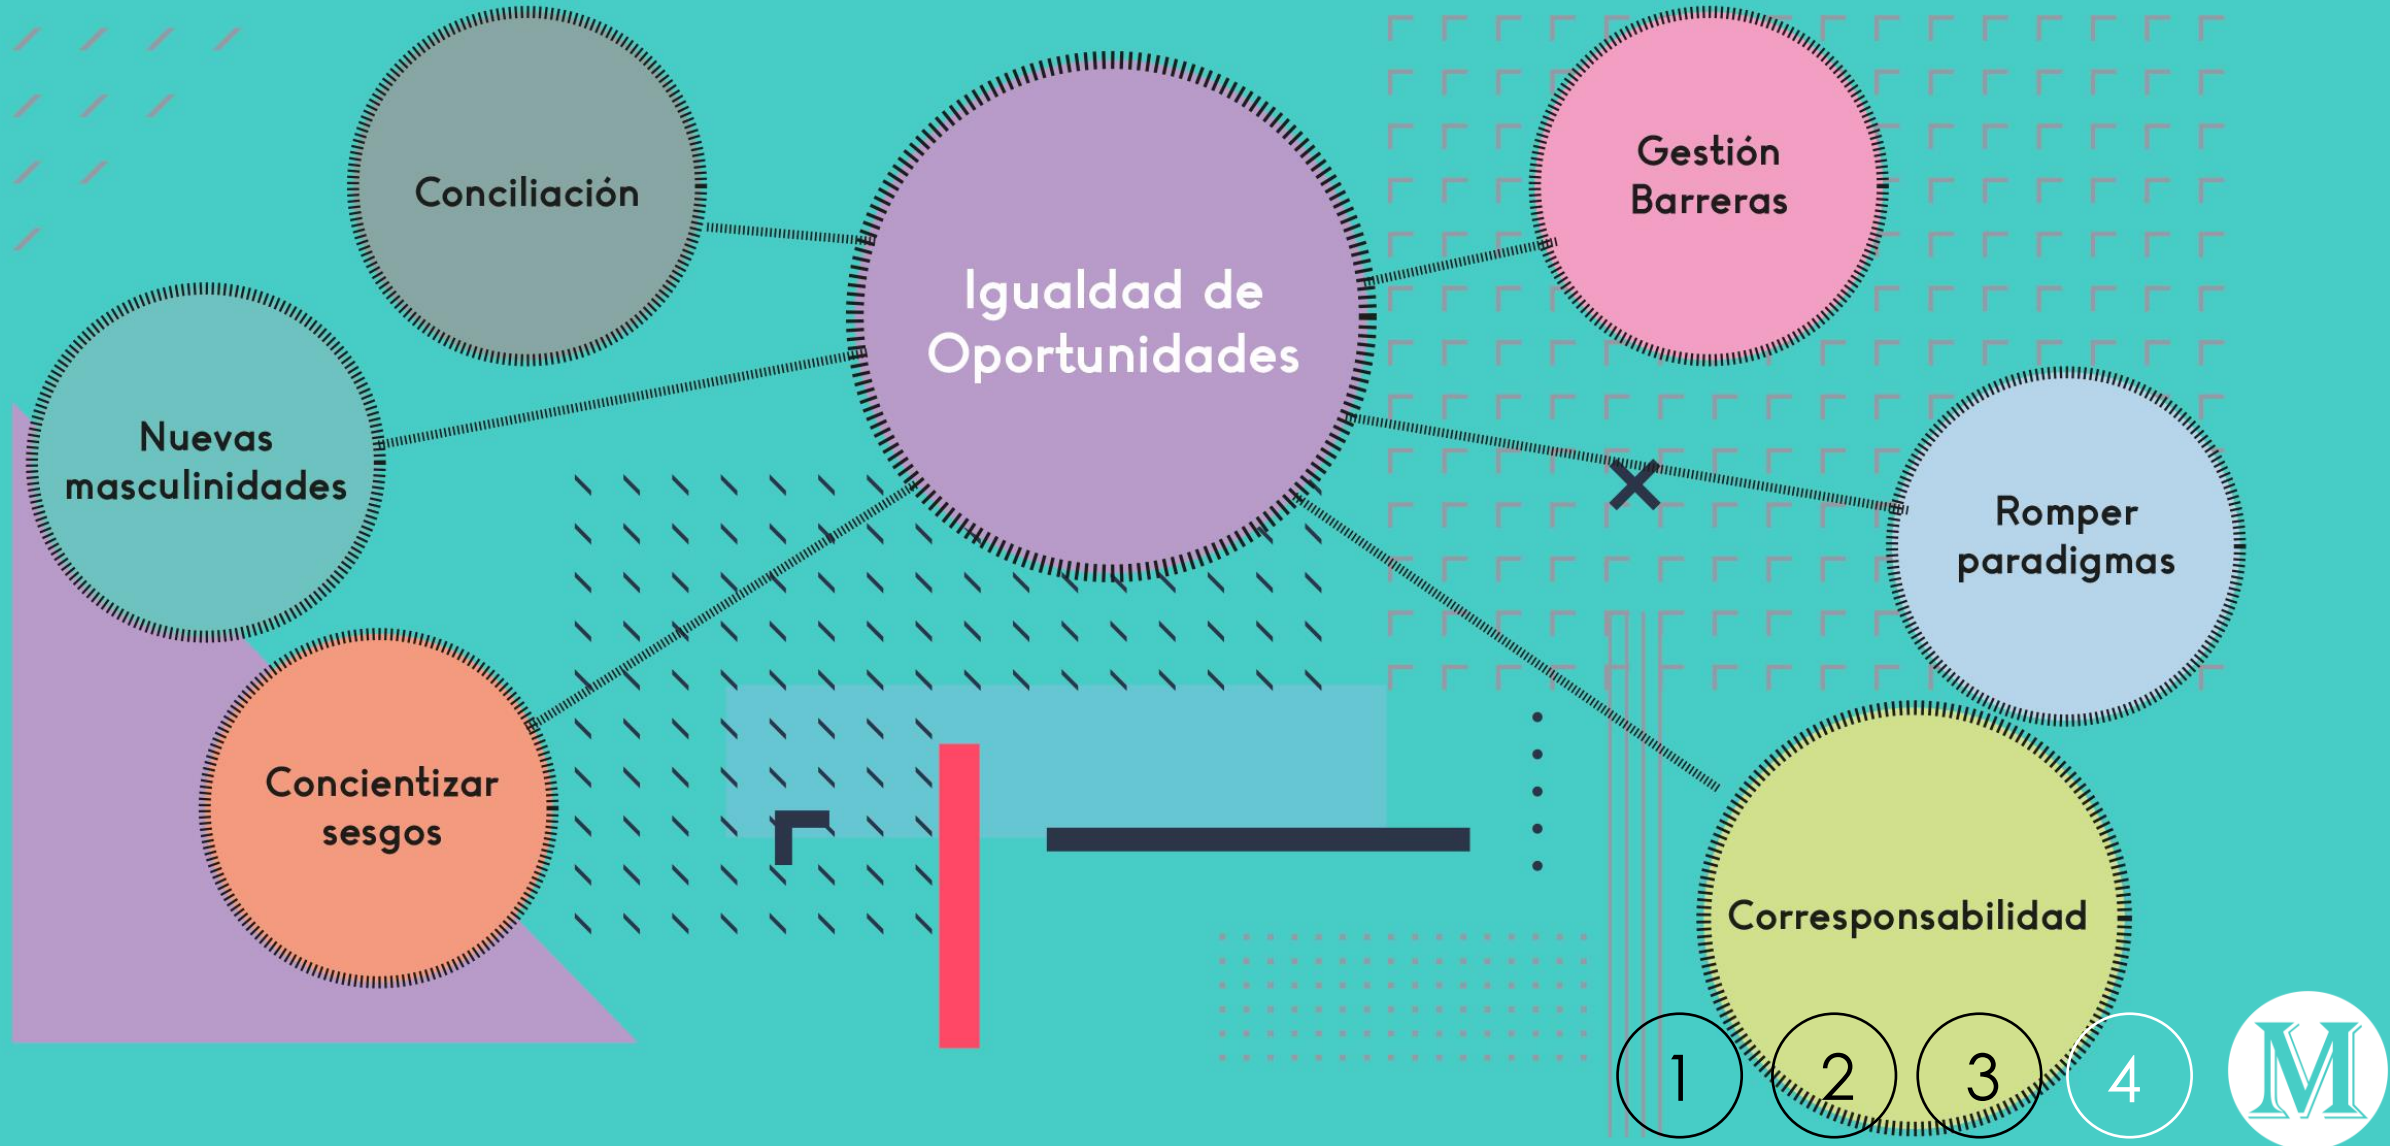 Conciliación
Igualdad de
Oportunidades
Gestión
Barreras
Nuevas
masculinidades
Romper
paradigmas
Concientizar
sesgos
Corresponsabilidad
1 2 3 4
M